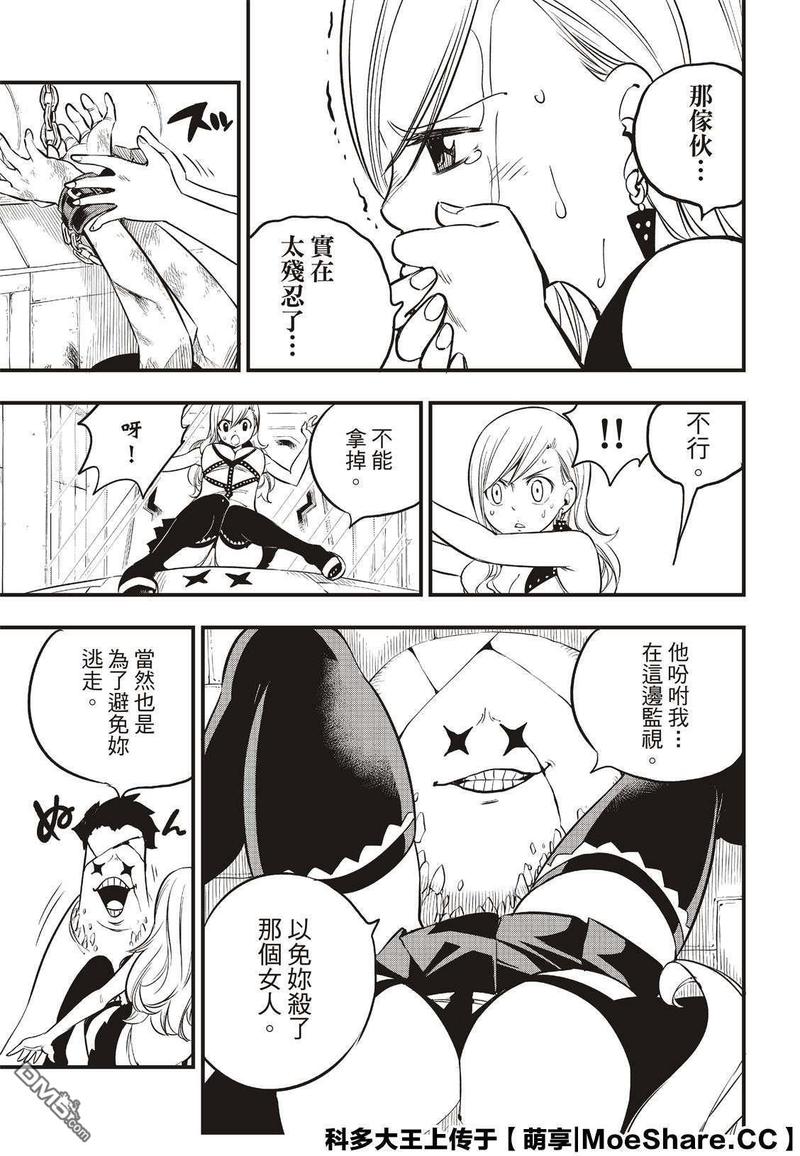 那傢伙…
實在
太殘忍了…
ズッ
不行。
!!
不能
拿掉。
呀！
他吩咐我…
在這邊監視。
以免妳殺了
那個女人。
當然也是
為了避免妳
逃走。
ぬん
DM5
科多大王上传于【萌享|MoeShare.CC】